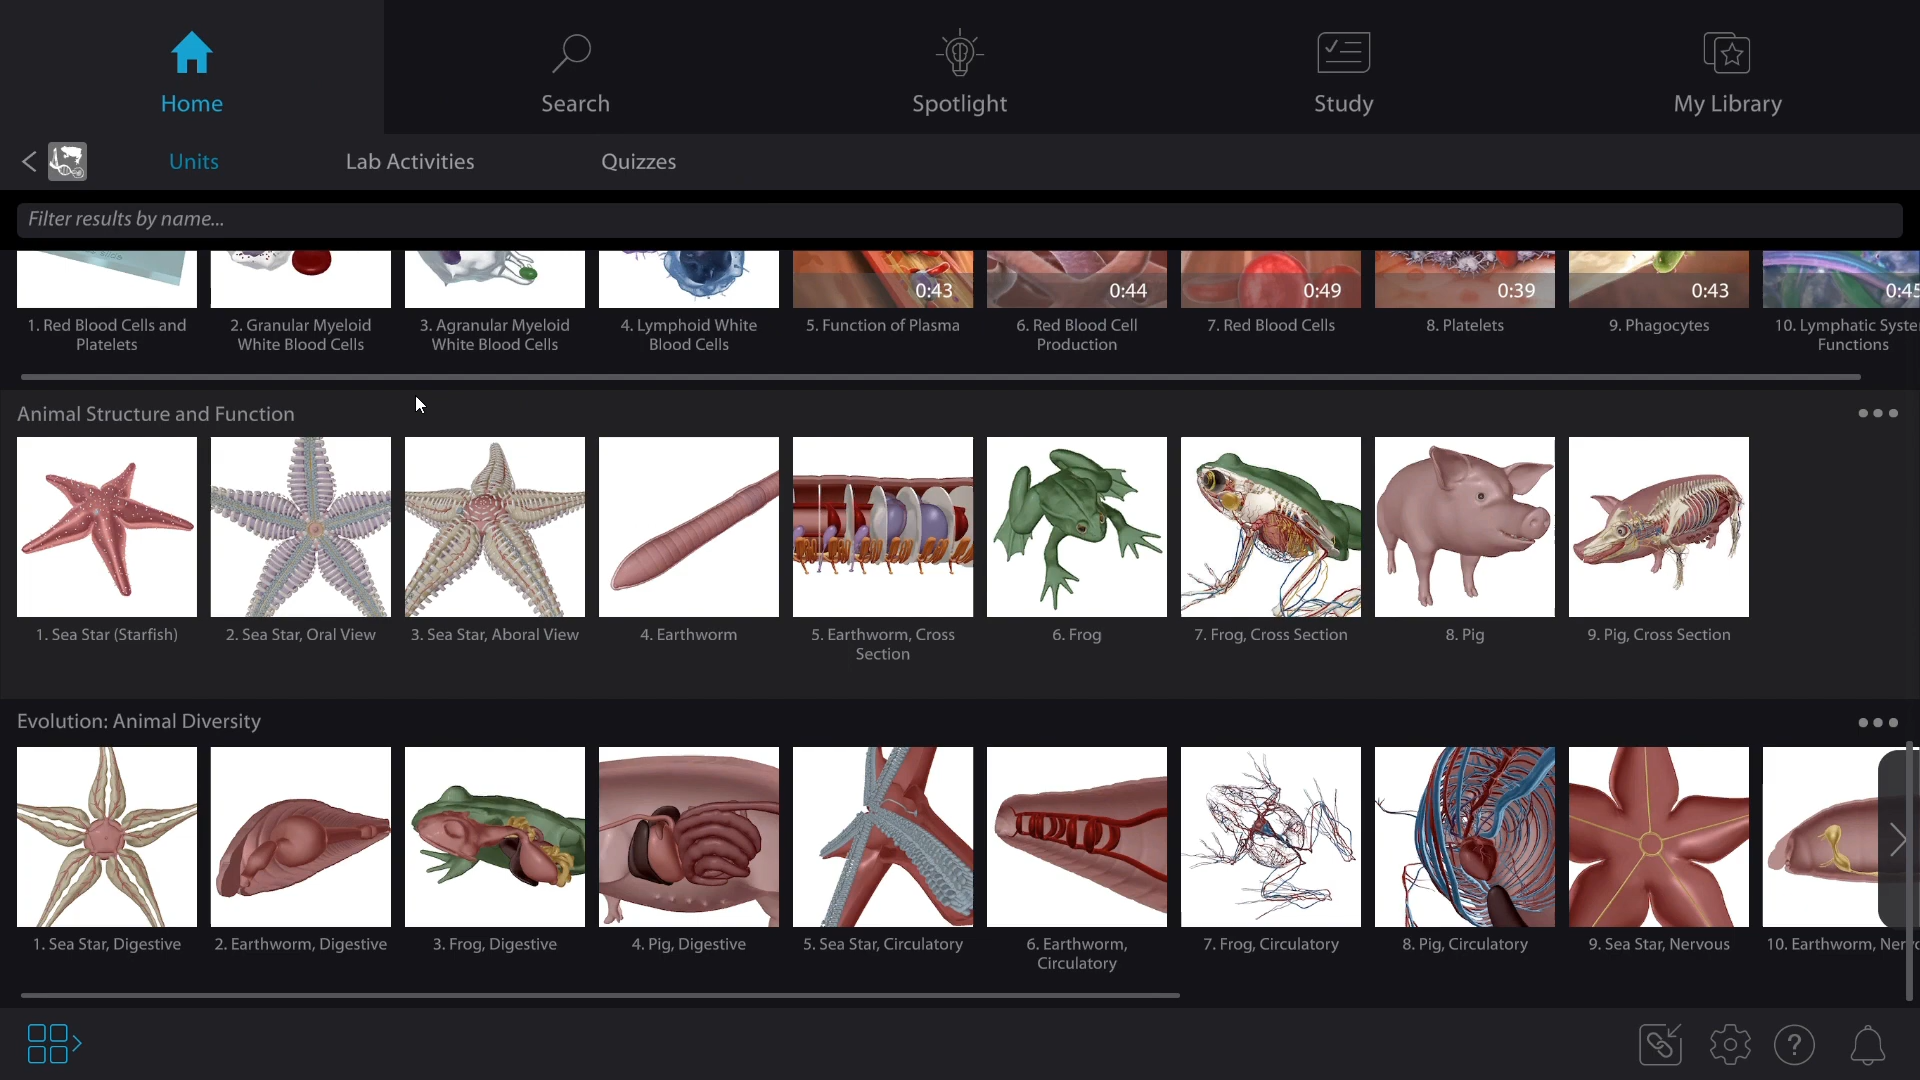 Home
Search
Spotlight
Study
My Library
Units
Lab Activities
Quizzes
Filter results by name...
0:43
0:44
0:49
0:39
0:43
0:45
1. Red Blood Cells and
Platelets
2. Granular Myeloid
White Blood Cells
3. Agranular Myeloid
White Blood Cells
4. Lymphoid White
Blood Cells
5. Function of Plasma
6. Red Blood Cell
Production
7. Red Blood Cells
8. Platelets
9. Phagocytes
10. Lymphatic Syste
Functions
Animal Structure and Function
1. Sea Star (Starfish)
2. Sea Star, Oral View
3. Sea Star, Aboral View
4. Earthworm
5. Earthworm, Cross
Section
6. Frog
7. Frog, Cross Section
8. Pig
9. Pig, Cross Section
Evolution: Animal Diversity
1. Sea Star, Digestive
2. Earthworm, Digestive
3. Frog, Digestive
4. Pig, Digestive
5. Sea Star, Circulatory
6. Earthworm,
Circulatory
7. Frog, Circulatory
8. Pig, Circulatory
9. Sea Star, Nervous
10. Earthworm, Nerv